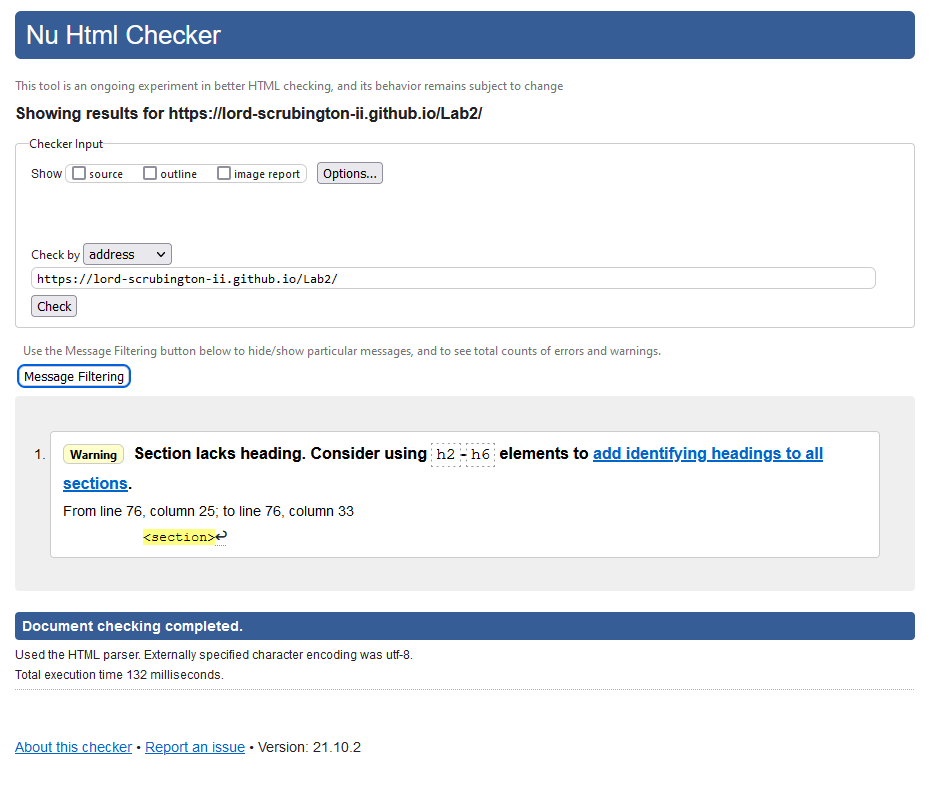 Nu Html Checker
This tool is an ongoing experiment in better HTML checking, and its behavior remains subject to change
Showing results for https://lord-scrubington-ii.github.io/Lab2/
Checker Input
Show source outline image report Options...
Check by address
https://lord-scrubington-ii.github.io/Lab2/
Check
Use the Message Filtering button below to hide/show particular messages, and to see total counts of errors and warnings.
Message Filtering
1. Warning Section lacks heading. Consider using h2-h6 elements to add identifying headings to all
sections.
From line 76, column 25; to line 76, column 33
<section>↩
Document checking completed.
Used the HTML parser. Externally specified character encoding was utf-8.
Total execution time 132 milliseconds.
About this checker • Report an issue • Version: 21.10.2